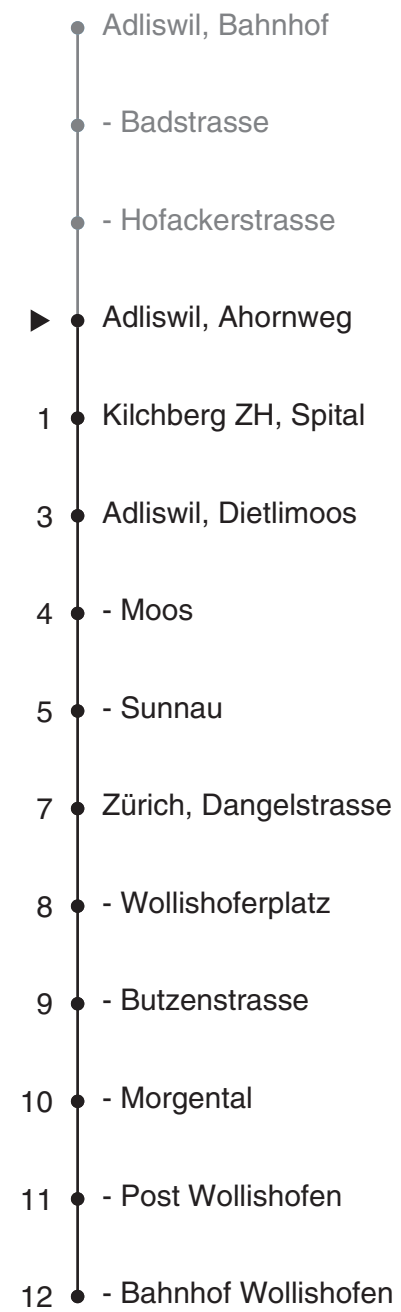 Adliswil, Bahnhof
- Badstrasse
- Hofackerstrasse
Adliswil, Ahornweg
1 Kilchberg ZH, Spital
3 Adliswil, Dietlimoos
4 - Moos
5 - Sunnau
7 Zürich, Dangelstrasse
8 - Wollishoferplatz
9 - Butzenstrasse
10 - Morgental
11 - Post Wollishofen
12 - Bahnhof Wollishofen